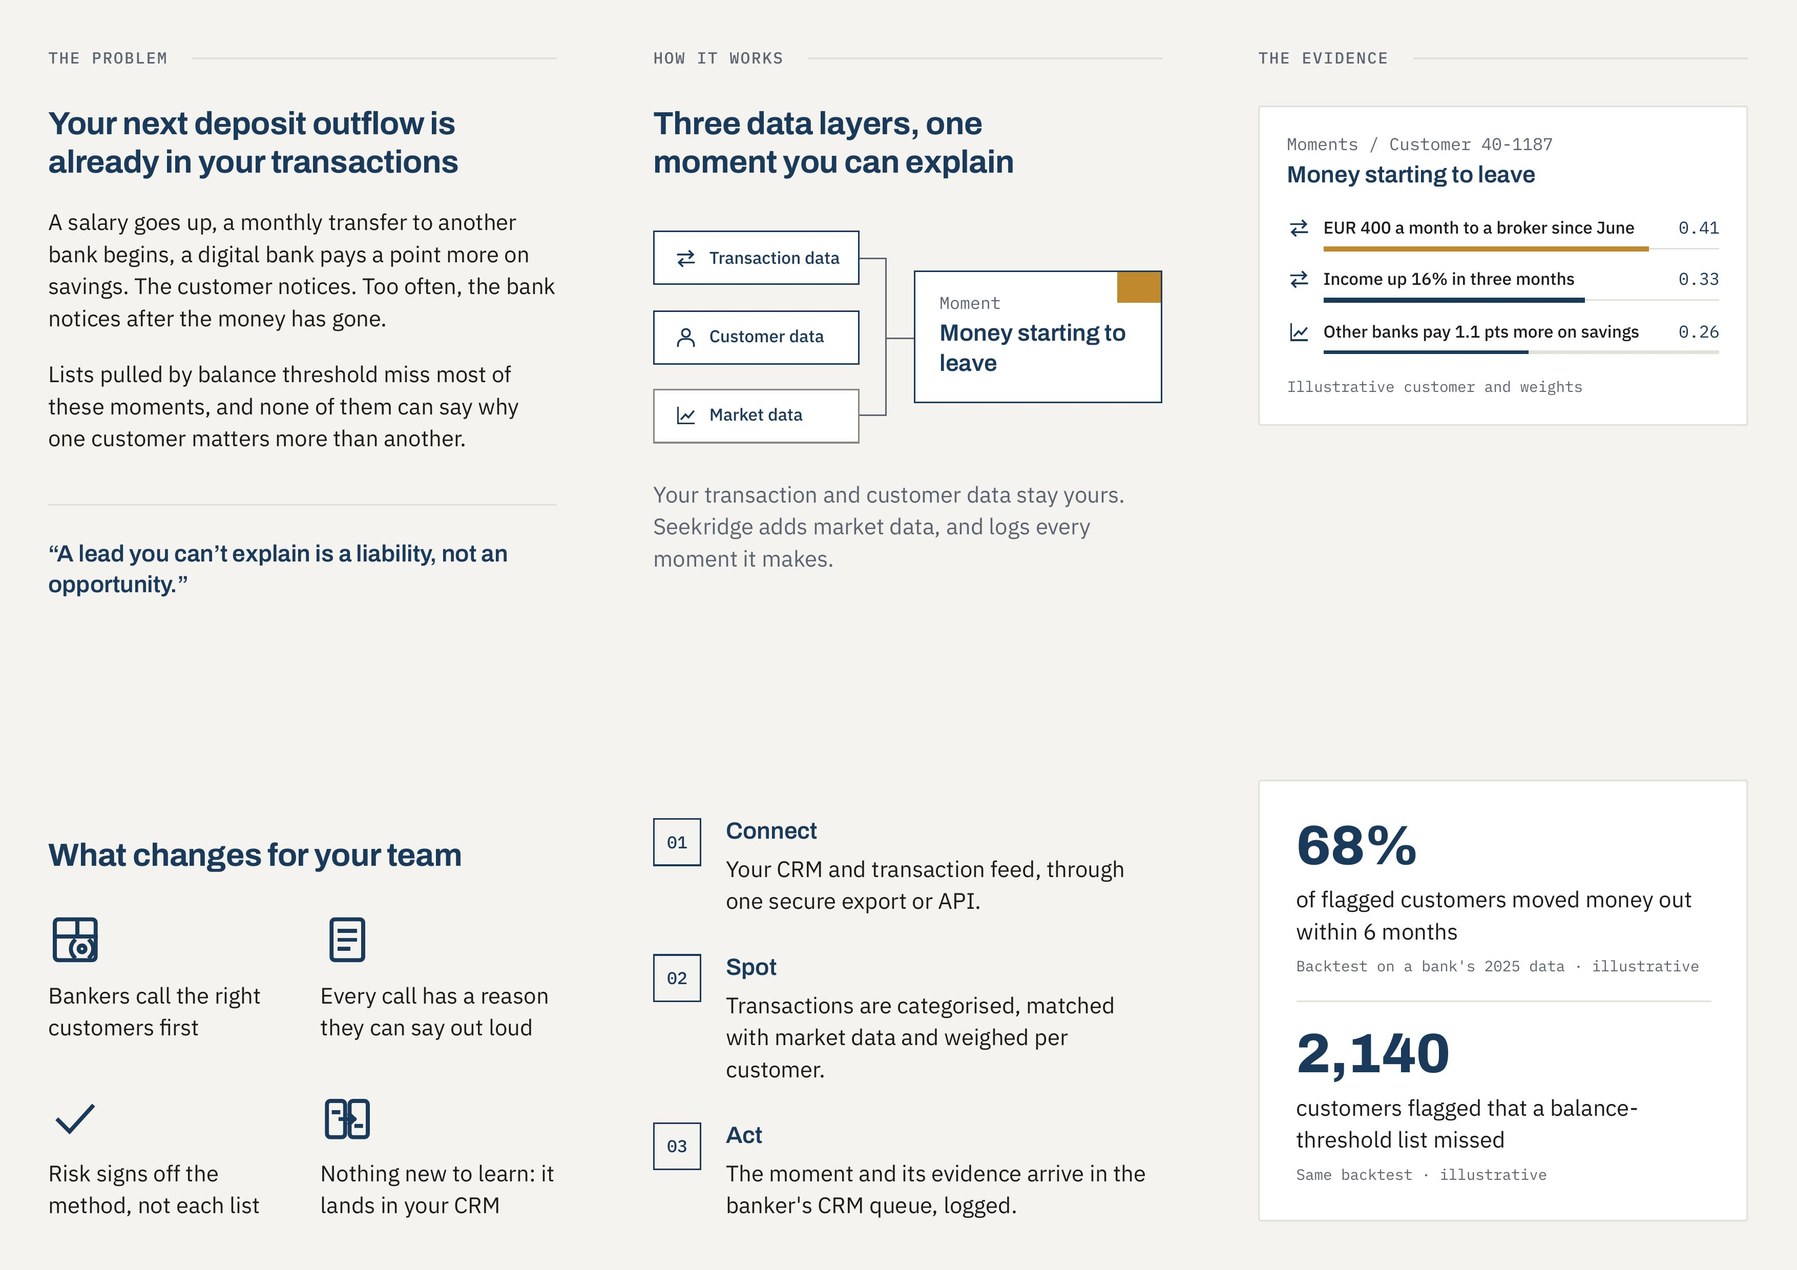 THE PROBLEM
Your next deposit outflow is
already in your transactions
A salary goes up, a monthly transfer to another
bank begins, a digital bank pays a point more on
savings. The customer notices. Too often, the bank
notices after the money has gone.
Lists pulled by balance threshold miss most of
these moments, and none of them can say why
one customer matters more than another.
“A lead you can’t explain is a liability, not an
opportunity.”
What changes for your team
Bankers call the right
customers first
Every call has a reason
they can say out loud
Risk signs off the
method, not each list
Nothing new to learn: it
lands in your CRM
HOW IT WORKS
Three data layers, one
moment you can explain
Transaction data
Customer data
Market data
Moment
Money starting to
leave
Your transaction and customer data stay yours.
Seekridge adds market data, and logs every
moment it makes.
01
Connect
Your CRM and transaction feed, through
one secure export or API.
02
Spot
Transactions are categorised, matched
with market data and weighed per
customer.
03
Act
The moment and its evidence arrive in the
banker's CRM queue, logged.
THE EVIDENCE
Moments / Customer 40-1187
Money starting to leave
EUR 400 a month to a broker since June 0.41
Income up 16% in three months 0.33
Other banks pay 1.1 pts more on savings 0.26
Illustrative customer and weights
68%
of flagged customers moved money out
within 6 months
Backtest on a bank's 2025 data · illustrative
2,140
customers flagged that a balance-
threshold list missed
Same backtest · illustrative